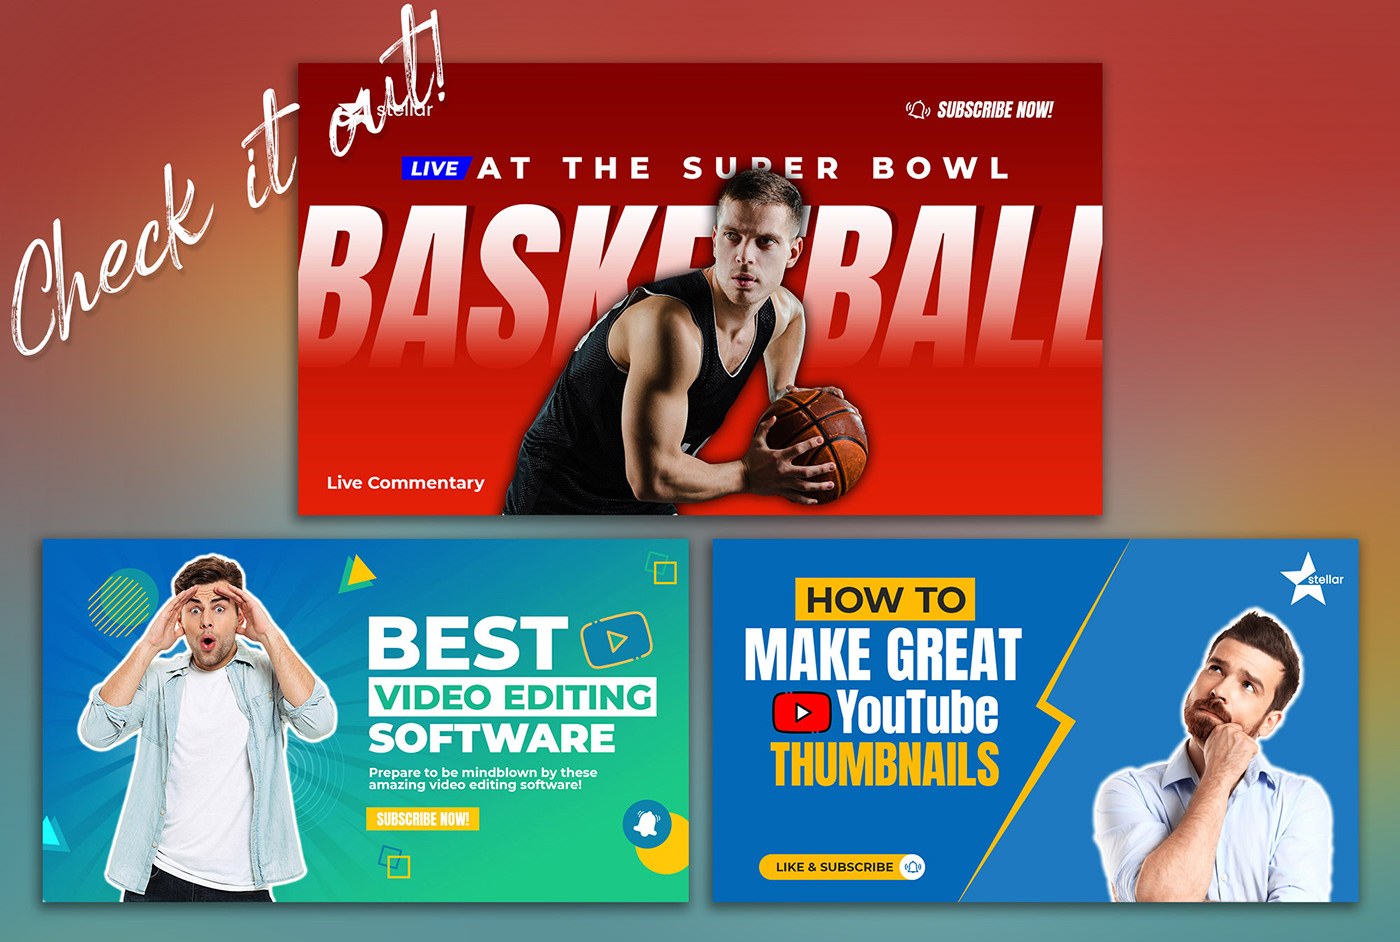 Check it out!
stellar
SUBSCRIBE NOW!
LIVE AT THE SUPER BOWL
BASKETBALL
Live Commentary
BEST
VIDEO EDITING
SOFTWARE
Prepare to be mindblown by these
amazing video editing software!
SUBSCRIBE NOW!
stellar
HOW TO
MAKE GREAT
YouTube
THUMBNAILS
LIKE & SUBSCRIBE